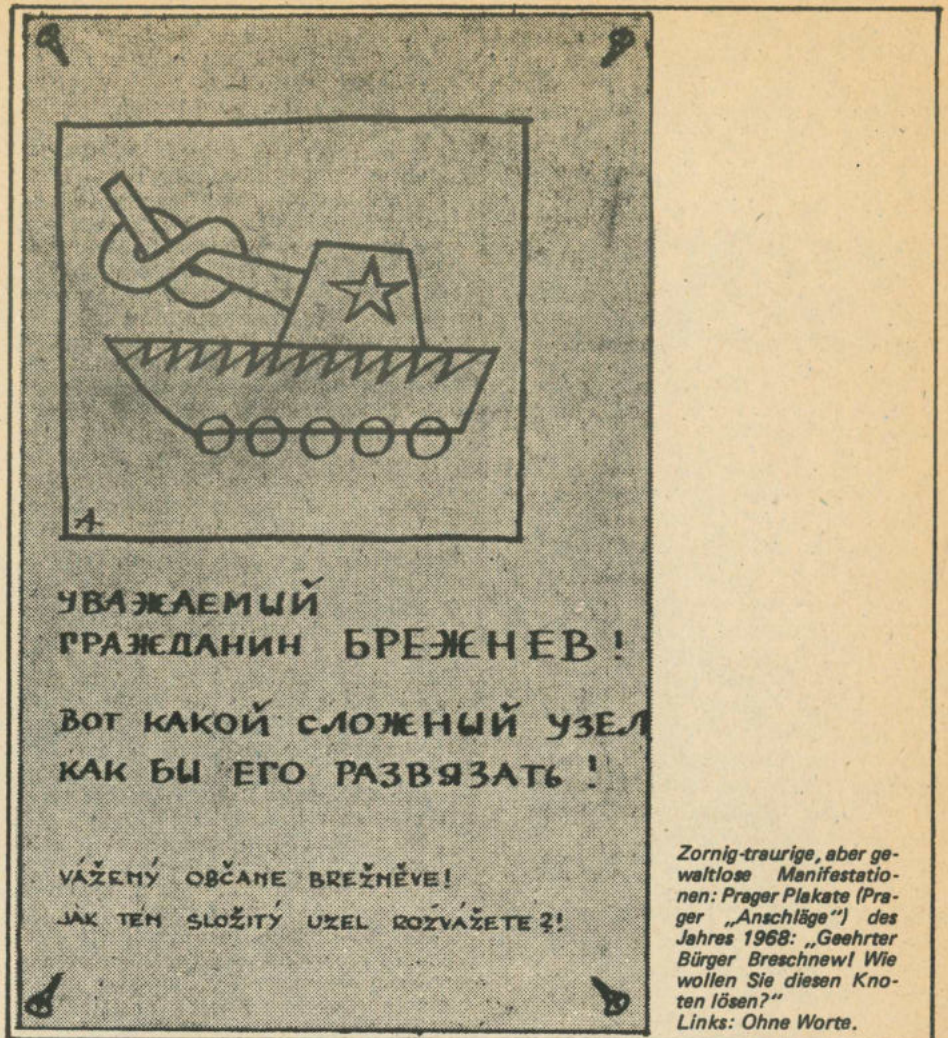 A
УВАЖАЕМЫЙ
ГРАЖДАНИН БРЕЖНЕВ!
ВОТ КАКОЙ СЛОЖНЫЙ УЗЕЛ
КАК БЫ ЕГО РАЗВЯЗАТЬ!
VÁŽENÝ OBČANE BREŽNĚVE!
JAK TEN SLOŽITÝ UZEL ROZVÁŽETE?!
Zornig-traurige, aber ge-
waltlose Manifestatio-
nen: Prager Plakate (Pra-
ger „Anschläge“) des
Jahres 1968: „Geehrter
Bürger Breschnew! Wie
wollen Sie diesen Kno-
ten lösen?“
Links: Ohne Worte.